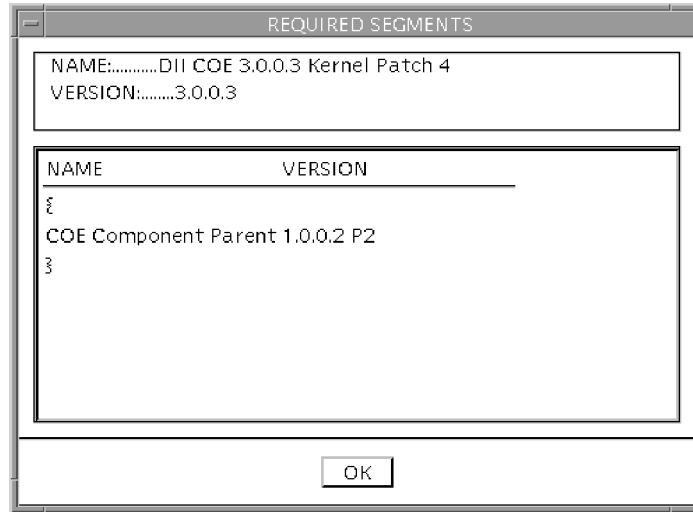 REQUIRED SEGMENTS
NAME:..........DII COE 3.0.0.3 Kernel Patch 4
VERSION:........3.0.0.3
NAME VERSION
{
COE Component Parent 1.0.0.2 P2
}
OK